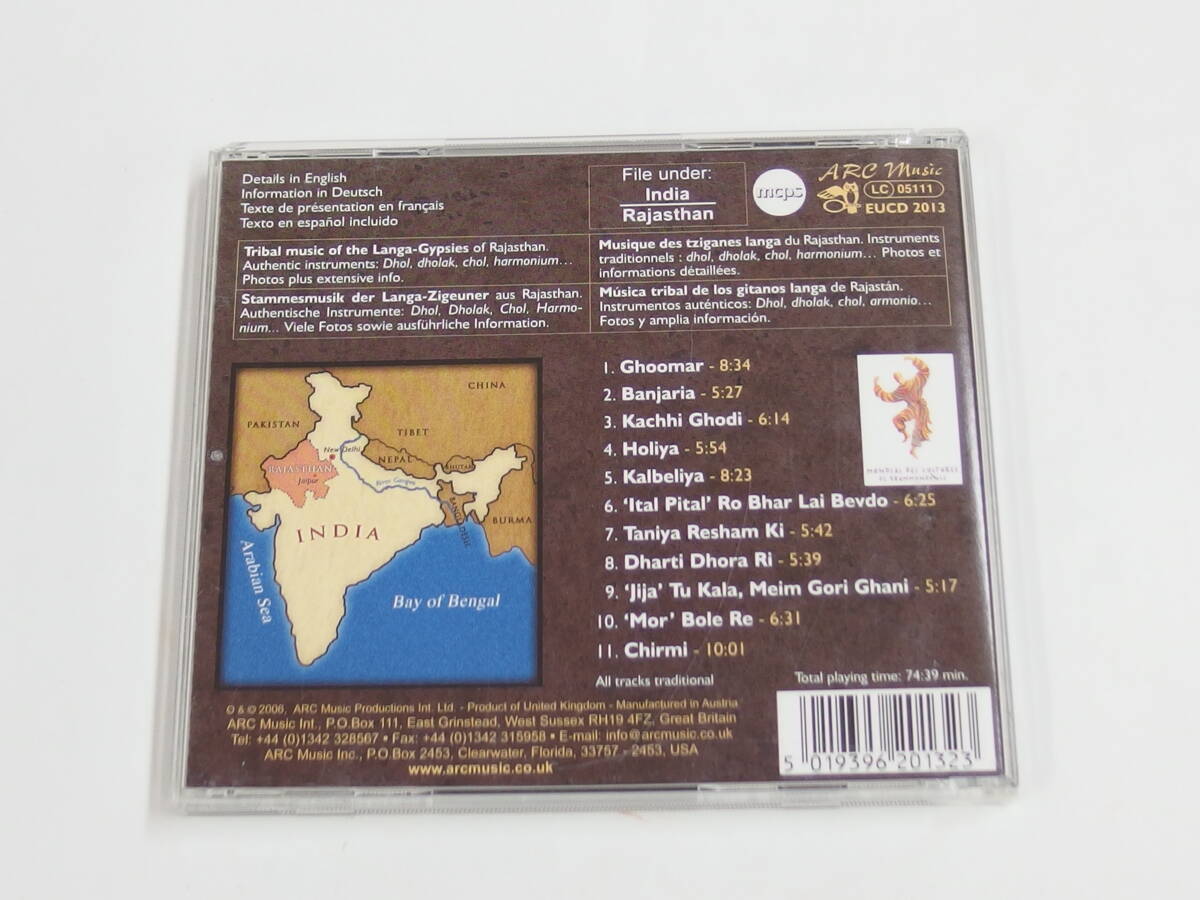 Details in English
Information in Deutsch
Texte de présentation en français
Texto en español incluido
File under:
India
Rajasthan
mcps
ARC Music
LC 05111
EUCD 2013
Tribal music of the Langa-Gypsies of Rajasthan.
Authentic instruments: Dhol, dholak, chol, harmonium...
Photos plus extensive info.
Musique des tziganes langa du Rajasthan. Instruments
traditionnels : dhol, dholak, chol, harmonium... Photos et
informations détaillées.
Stammesmusik der Langa-Zigeuner aus Rajasthan.
Authentische Instrumente: Dhol, Dholak, Chol, Harmo-
nium... Viele Fotos sowie ausführliche Information.
Música tribal de los gitanos langa de Rajastán.
Instrumentos auténticos: Dhol, dholak, chol, armonio...
Fotos y amplia información.
CHINA
PAKISTAN
TIBET
New Delhi
NEPAL
BHUTAN
RAJASTHAN
Jaipur
River Ganges
BANGLADESH
INDIA
BURMA
Arabian Sea
Bay of Bengal
1. Ghoomar - 8:34
2. Banjaria - 5:27
3. Kachhi Ghodi - 6:14
4. Holiya - 5:54
5. Kalbeliya - 8:23
6. ‘Ital Pital’ Ro Bhar Lai Bevdo - 6:25
7. Taniya Resham Ki - 5:42
8. Dharti Dhora Ri - 5:39
9. ‘Jija’ Tu Kala, Meim Gori Ghani - 5:17
10. ‘Mor’ Bole Re - 6:31
11. Chirmi - 10:01
MONDIAL DES CULTURES
DE DRUMMONDVILLE
All tracks traditional
Total playing time: 74:39 min.
℗ & © 2006, ARC Music Productions Int. Ltd. - Product of United Kingdom - Manufactured in Austria
ARC Music Int., P.O.Box 111, East Grinstead, West Sussex RH19 4FZ, Great Britain
Tel: +44 (0)1342 328567 • Fax: +44 (0)1342 315958 • E-mail: info@arcmusic.co.uk
ARC Music Inc., P.O.Box 2453, Clearwater, Florida, 33757 - 2453, USA
www.arcmusic.co.uk
5 019396 201323